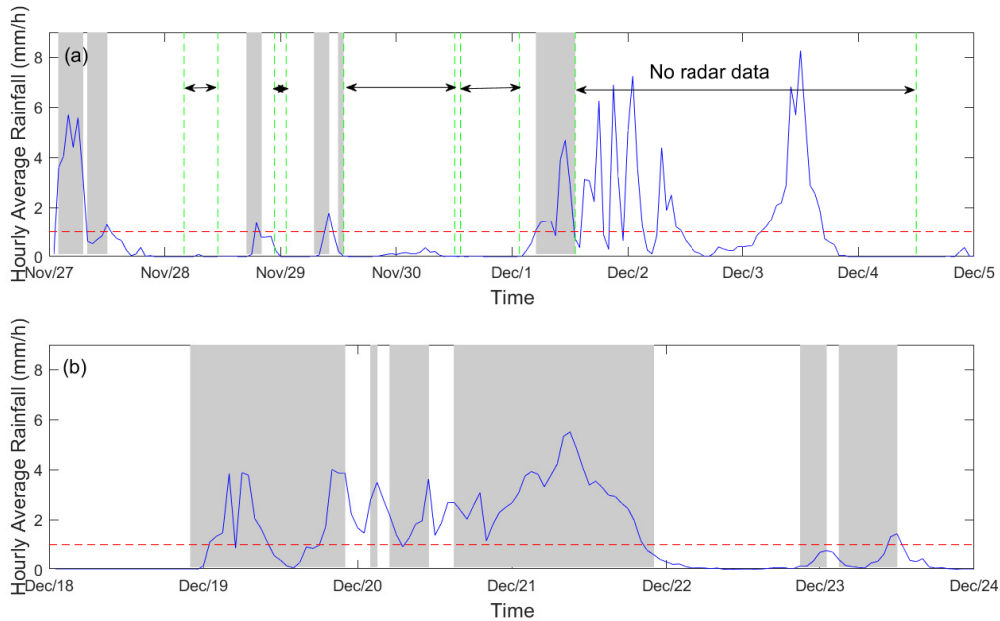 (a)
No radar data
Hourly Average Rainfall (mm/h)
8
6
4
2
0
Nov/27 Nov/28 Nov/29 Nov/30 Dec/1 Dec/2 Dec/3 Dec/4 Dec/5
Time
(b)
Hourly Average Rainfall (mm/h)
8
6
4
2
0
Dec/18 Dec/19 Dec/20 Dec/21 Dec/22 Dec/23 Dec/24
Time